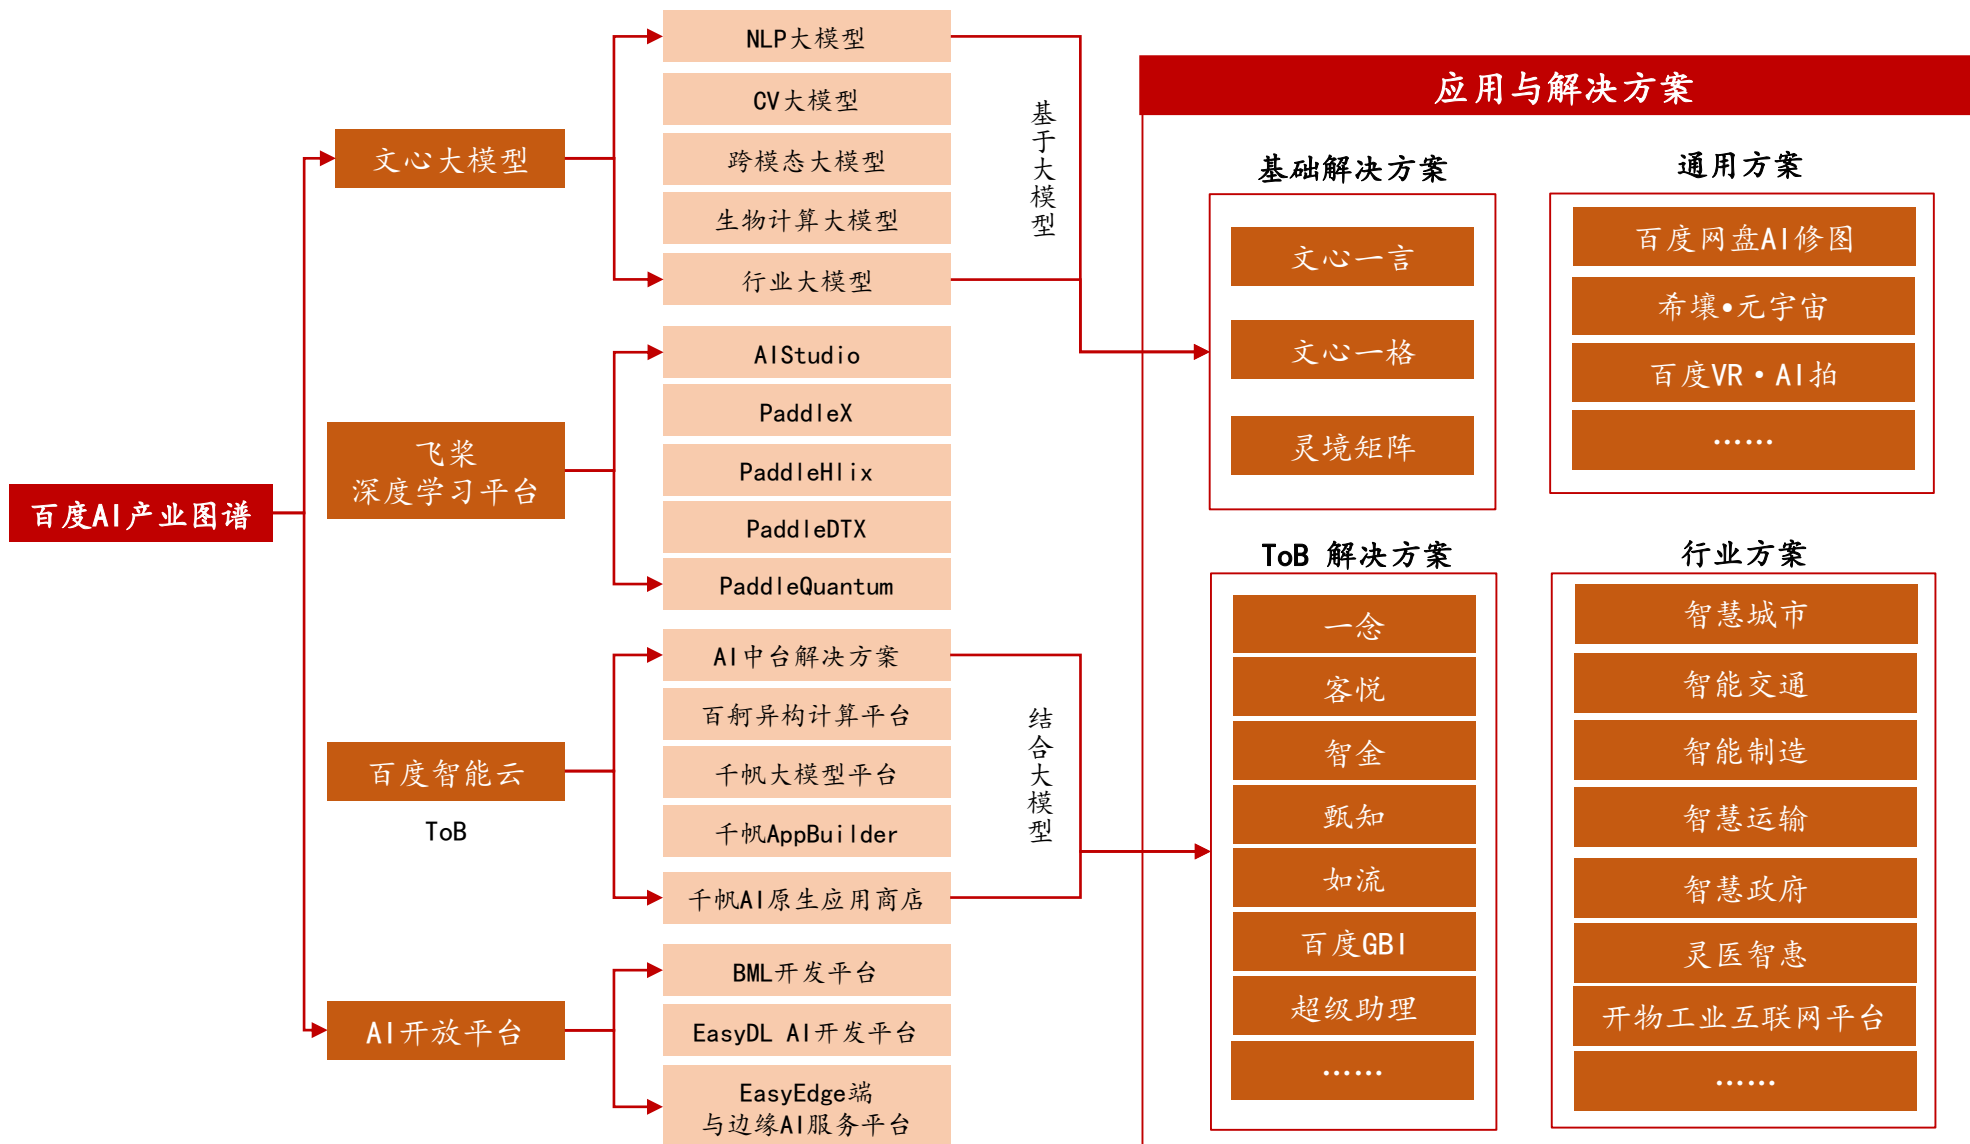 百度AI产业图谱
文心大模型
NLP大模型
CV大模型
跨模态大模型
生物计算大模型
行业大模型
基于大模型
飞桨
深度学习平台
AIStudio
PaddleX
PaddleHlix
PaddleDTX
PaddleQuantum
百度智能云
ToB
AI中台解决方案
百舸异构计算平台
千帆大模型平台
千帆AppBuilder
千帆AI原生应用商店
结合大模型
AI开放平台
BML开发平台
EasyDL AI开发平台
EasyEdge端
与边缘AI服务平台
应用与解决方案
基础解决方案
文心一言
文心一格
灵境矩阵
通用方案
百度网盘AI修图
希壤•元宇宙
百度VR·AI拍
……
ToB 解决方案
一念
客悦
智金
甄知
如流
百度GBI
超级助理
……
行业方案
智慧城市
智能交通
智能制造
智慧运输
智慧政府
灵医智惠
开物工业互联网平台
……